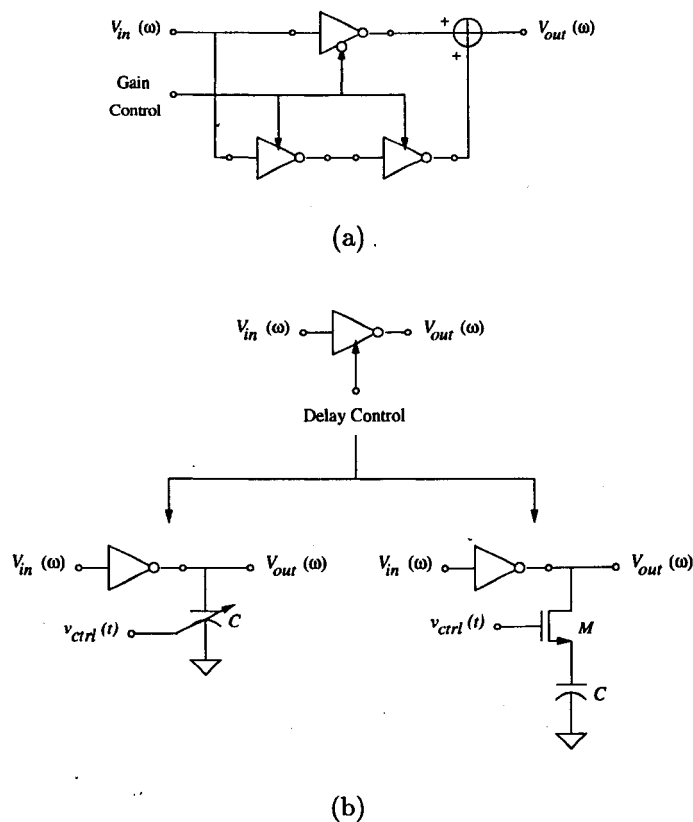 V_in (ω)
+
V_out (ω)
+
Gain
Control
(a)
V_in (ω)
V_out (ω)
Delay Control
V_in (ω)
V_out (ω)
v_ctrl (t)
C
V_in (ω)
V_out (ω)
v_ctrl (t)
M
C
(b)